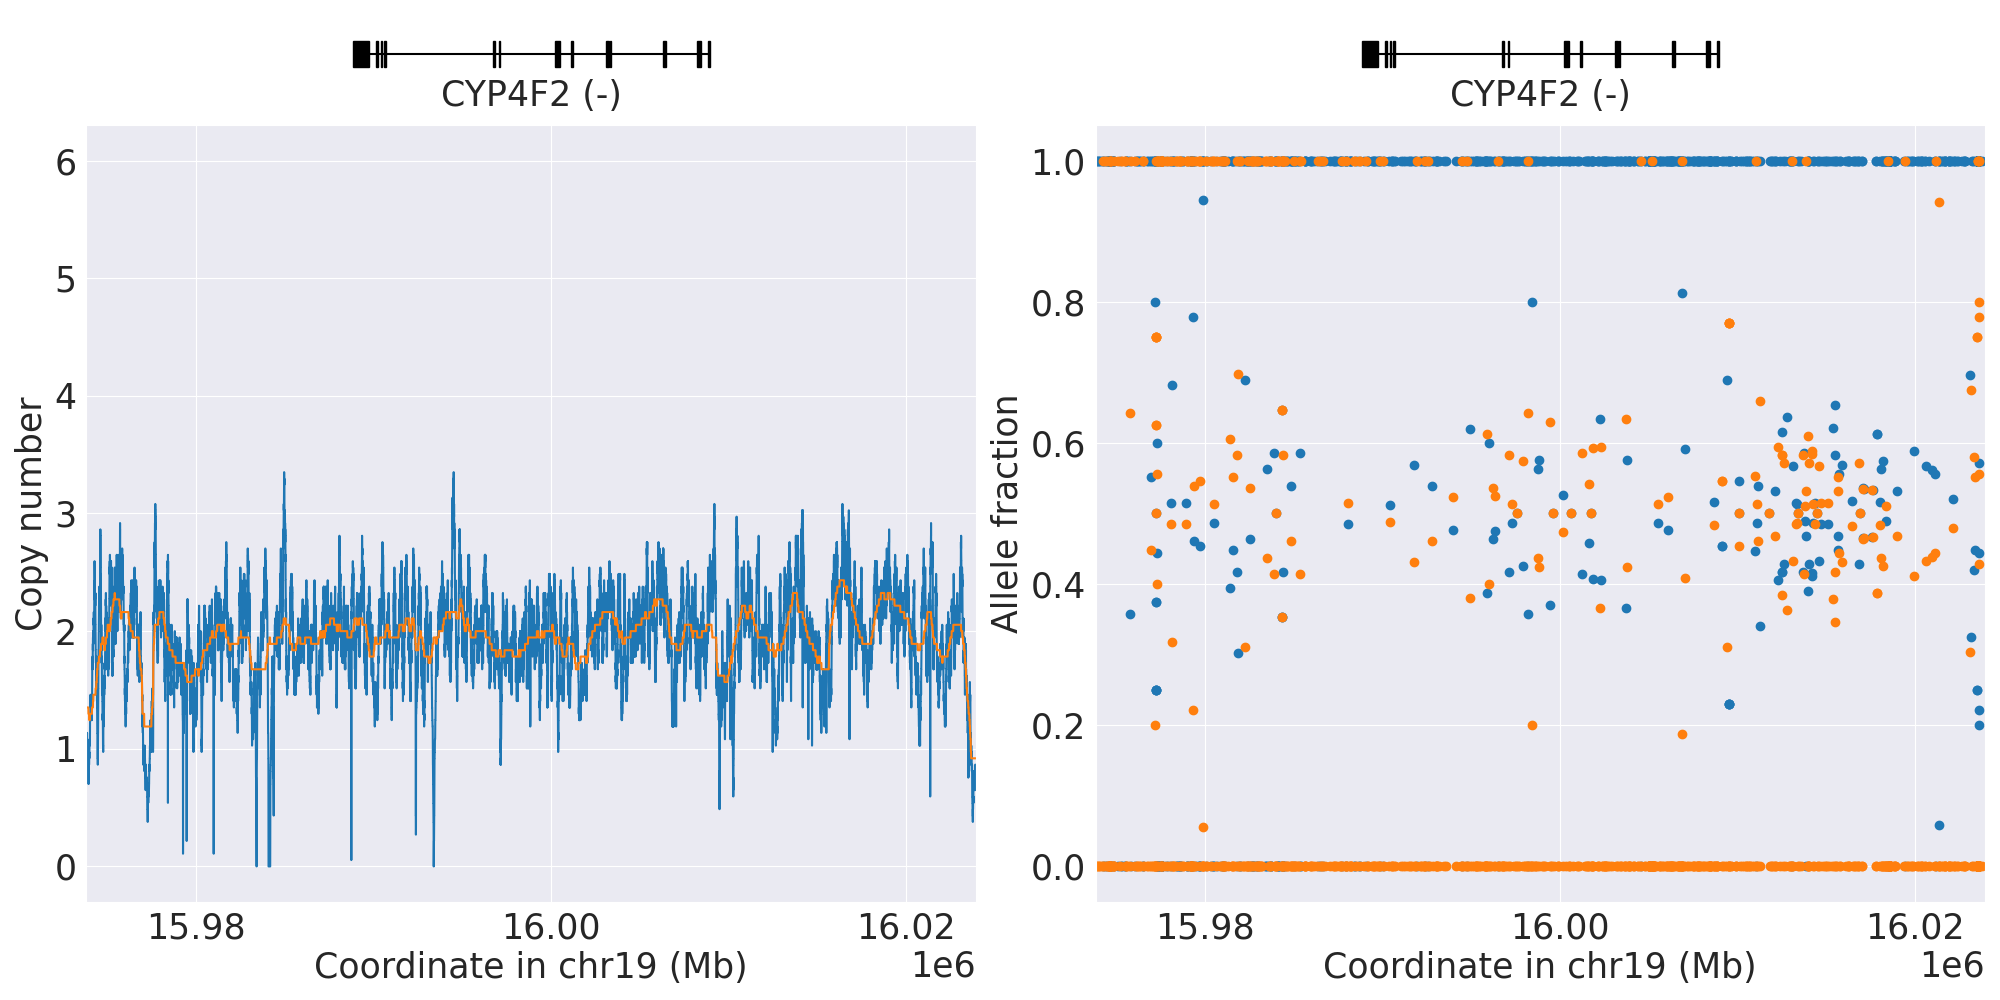 CYP4F2 (-)
Copy number
6
5
4
3
2
1
0
15.98
16.00
16.02
Coordinate in chr19 (Mb)
1e6
CYP4F2 (-)
Allele fraction
1.0
0.8
0.6
0.4
0.2
0.0
15.98
16.00
16.02
Coordinate in chr19 (Mb)
1e6